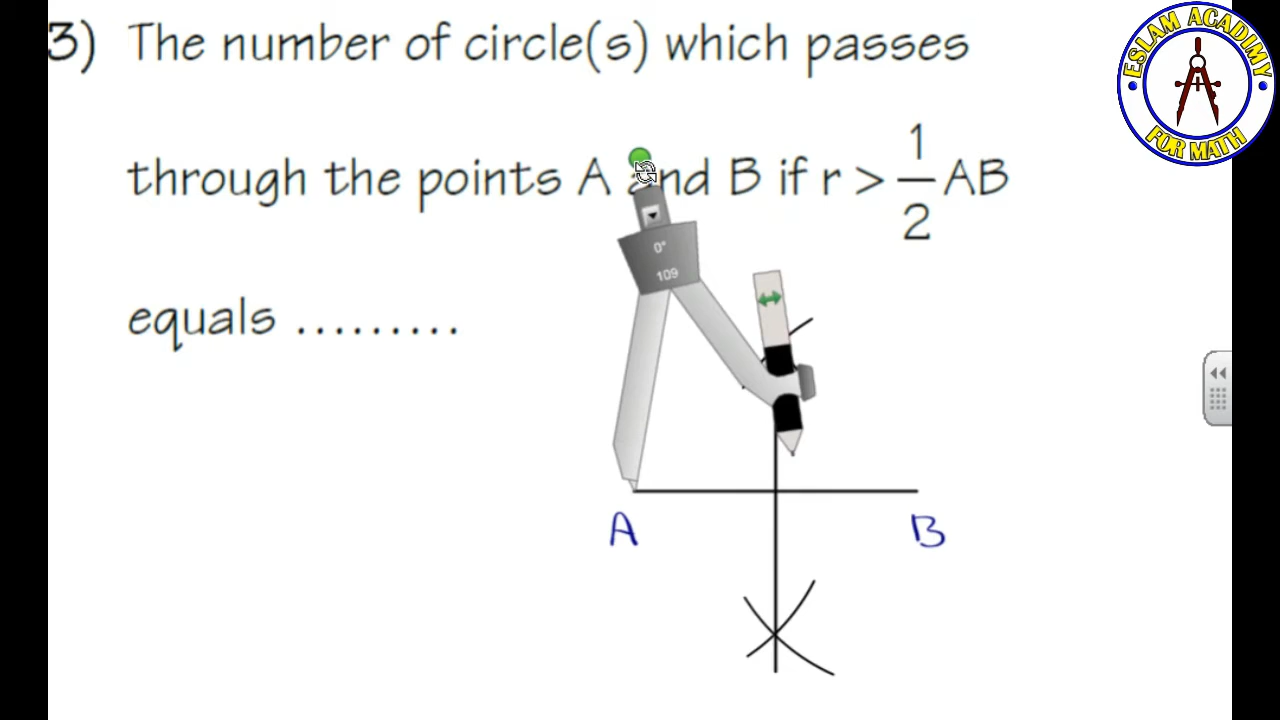 3) The number of circle(s) which passes
through the points A and B if r > 1/2 AB
equals .........
0°
109
A
B
ESLAM ACADIMY
FOR MATH